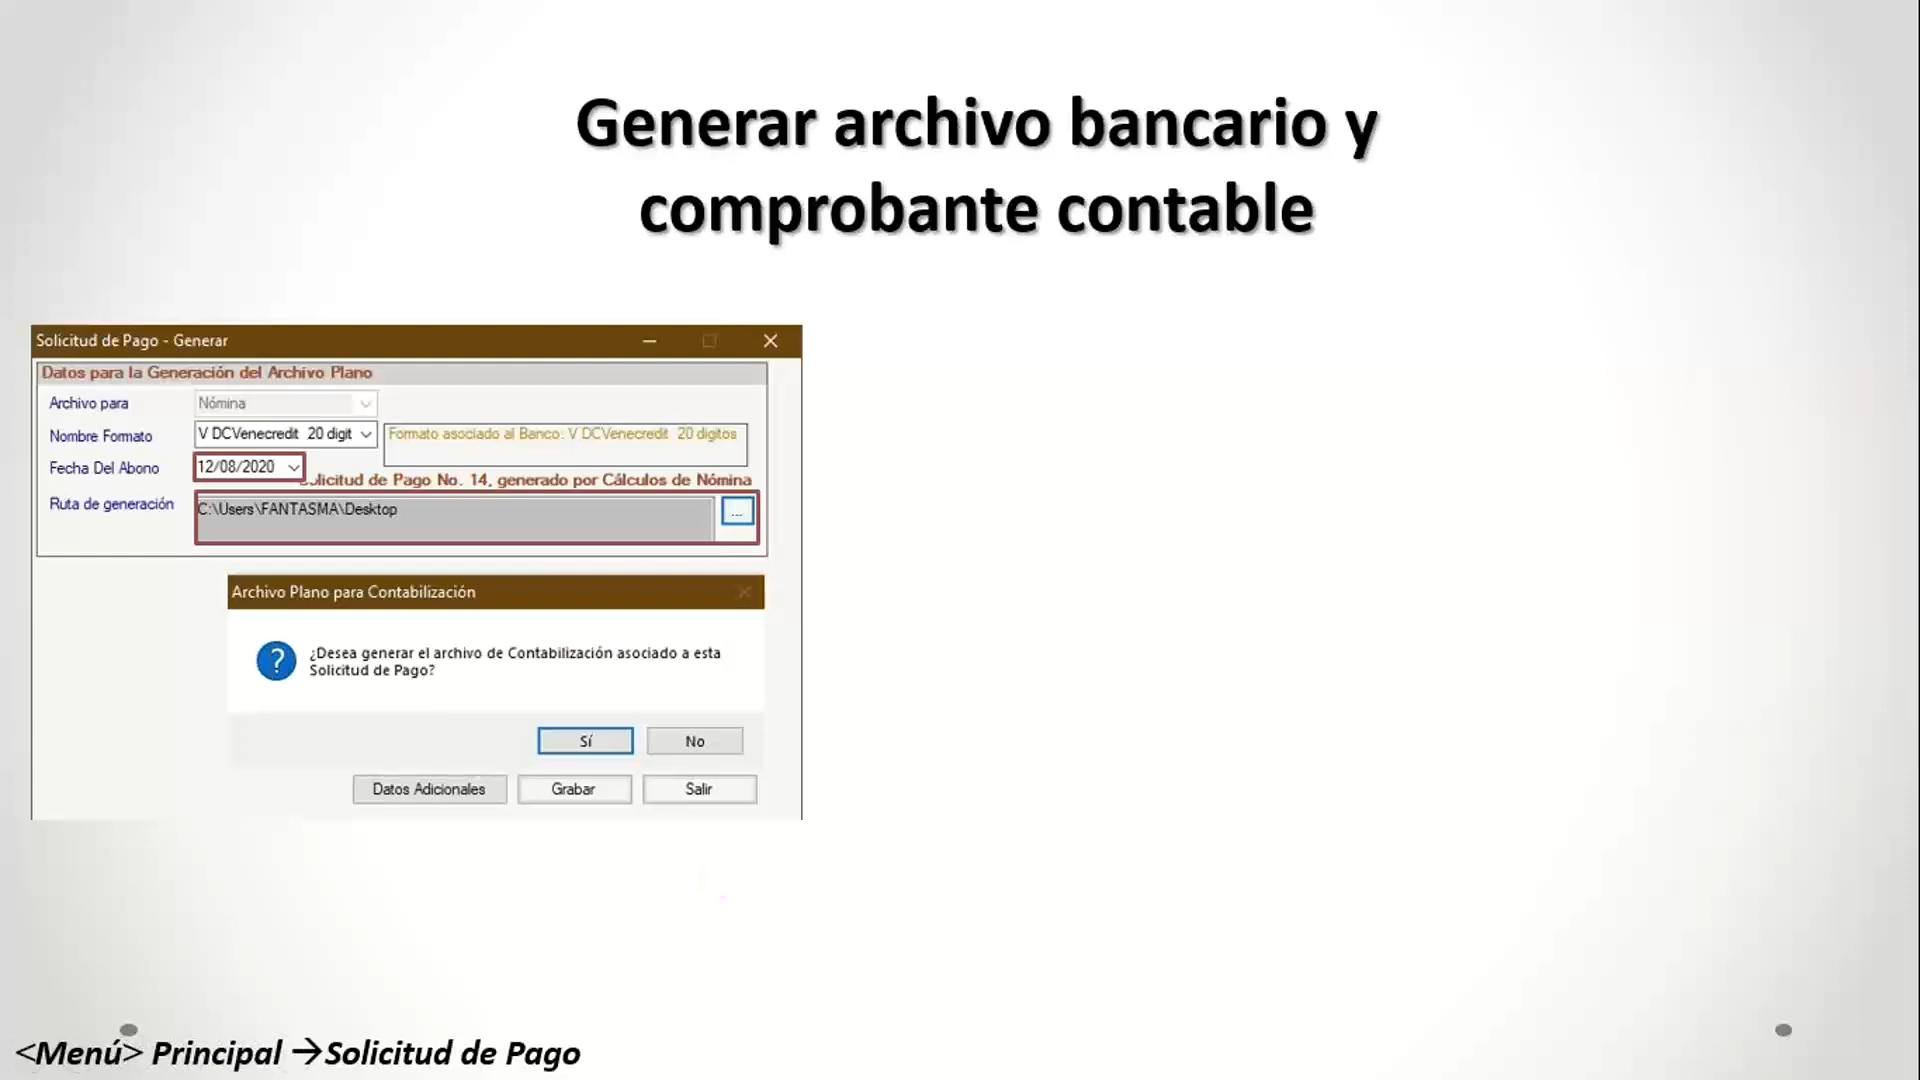 Generar archivo bancario y
comprobante contable
Solicitud de Pago - Generar
Datos para la Generación del Archivo Plano
Archivo para
Nómina
Nombre Formato
V DCVenecredit 20 digit
Formato asociado al Banco: V DCVenecredit 20 digitos
Fecha Del Abono
12/08/2020
olicitud de Pago No. 14, generado por Cálculos de Nómina
Ruta de generación
C:\Users\FANTASMA\Desktop
...
Archivo Plano para Contabilización
?
¿Desea generar el archivo de Contabilización asociado a esta
Solicitud de Pago?
Sí
No
Datos Adicionales
Grabar
Salir
<Menú> Principal →Solicitud de Pago